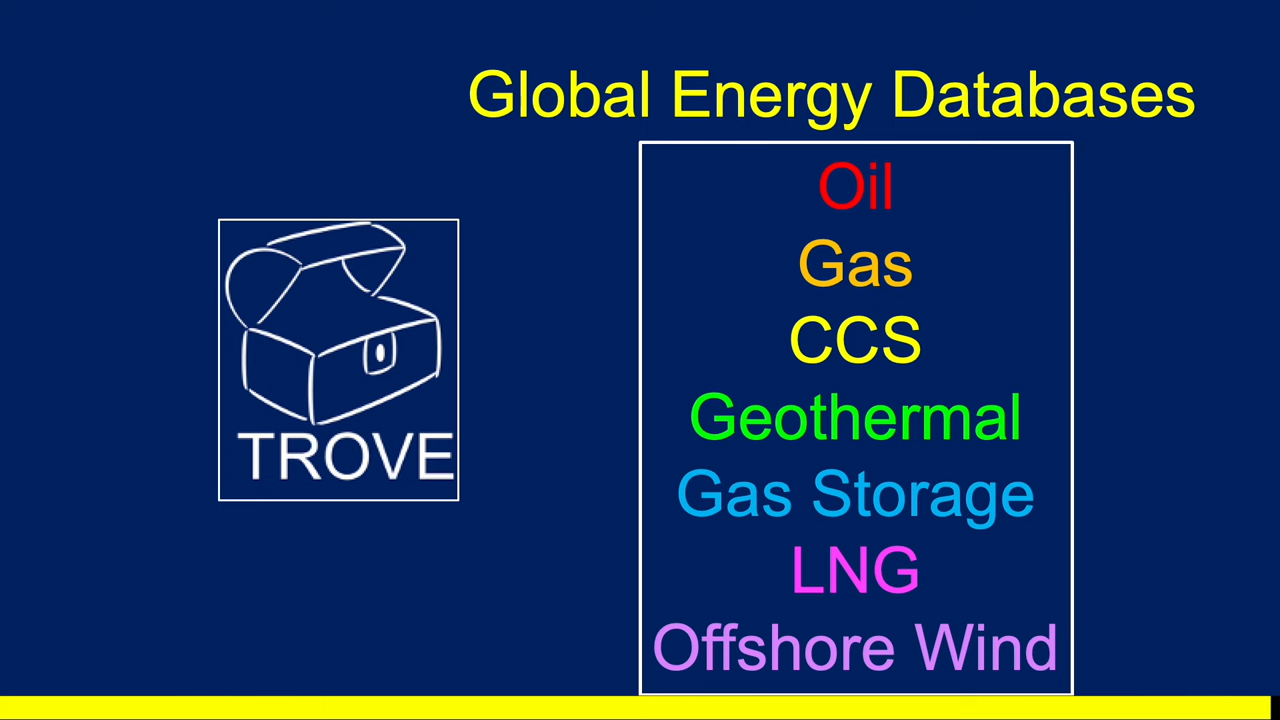 Global Energy Databases
TROVE
Oil
Gas
CCS
Geothermal
Gas Storage
LNG
Offshore Wind